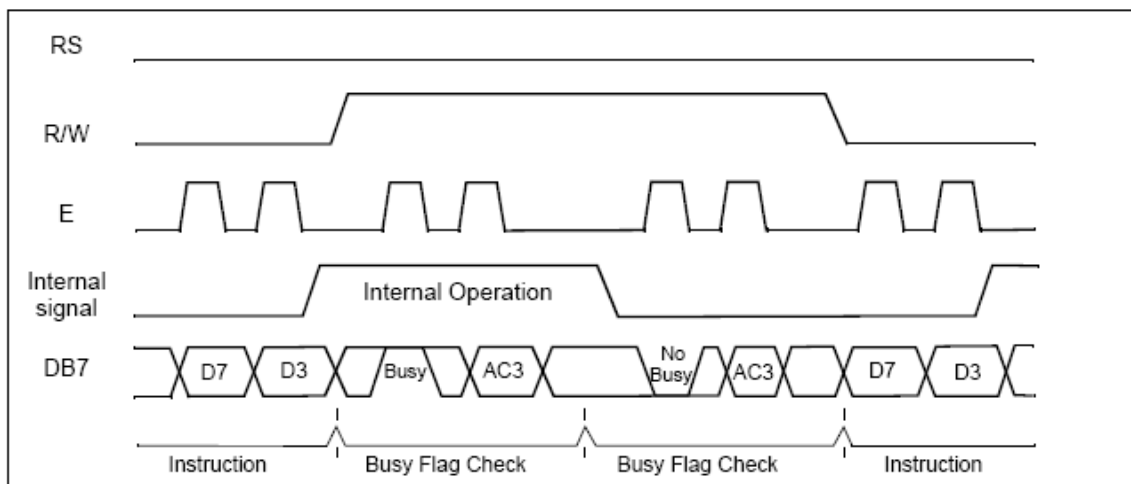 RS
R/W
E
Internal
signal
Internal Operation
DB7
D7 D3 Busy AC3 No
Busy AC3 D7 D3
Instruction Busy Flag Check Busy Flag Check Instruction